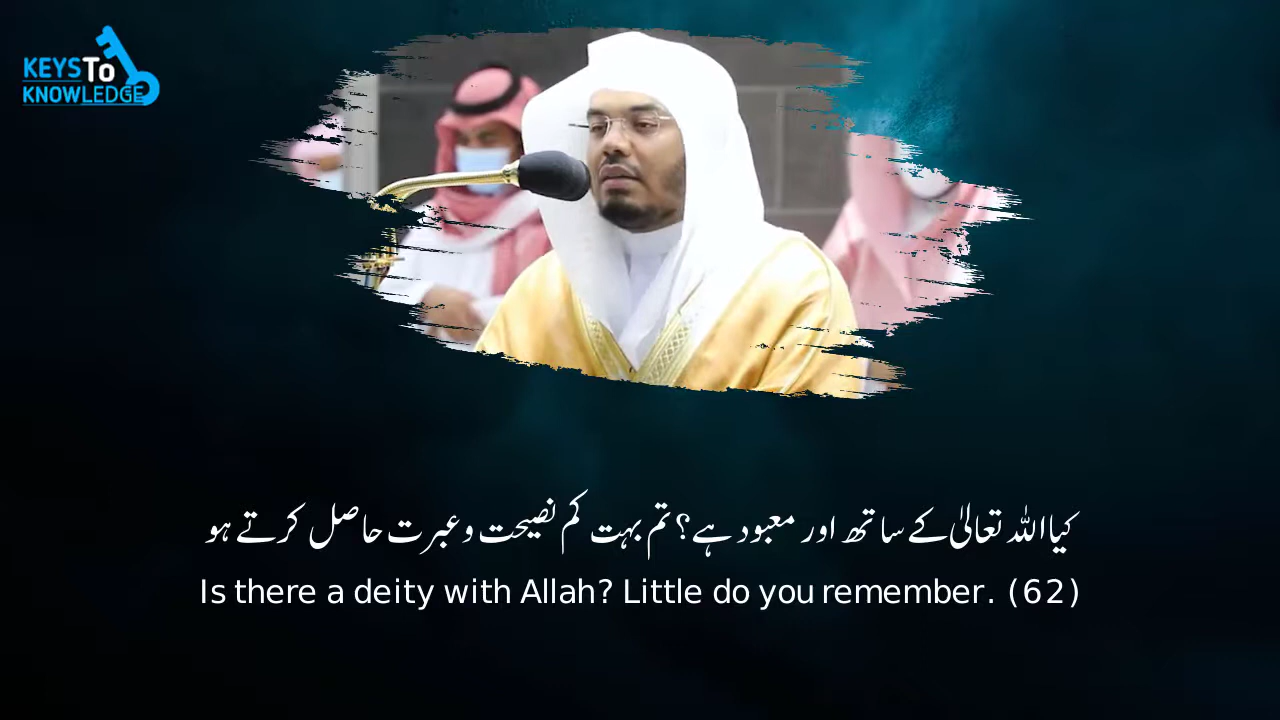 KEYS To
KNOWLEDGE
کیا اللہ تعالیٰ کے ساتھ اور معبود ہے؟ تم بہت کم نصیحت وعبرت حاصل کرتے ہو
Is there a deity with Allah? Little do you remember. (62)